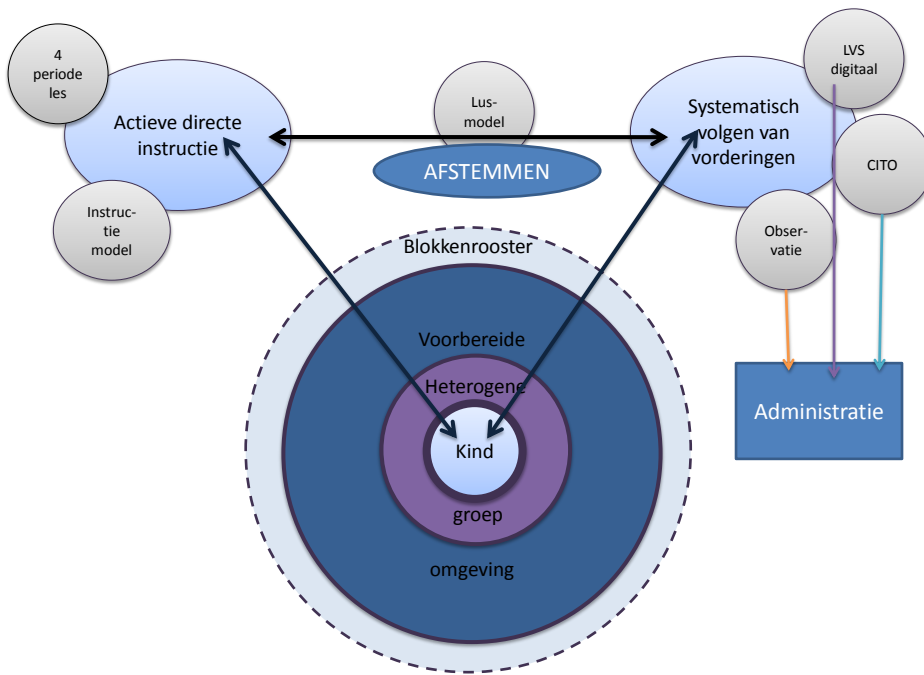 4
periode
les
Actieve directe
instructie
Instruc-
tie
model
Lus-
model
AFSTEMMEN
Systematisch
volgen van
vorderingen
LVS
digitaal
CITO
Obser-
vatie
Administratie
Blokkenrooster
Voorbereide
Heterogene
Kind
groep
omgeving